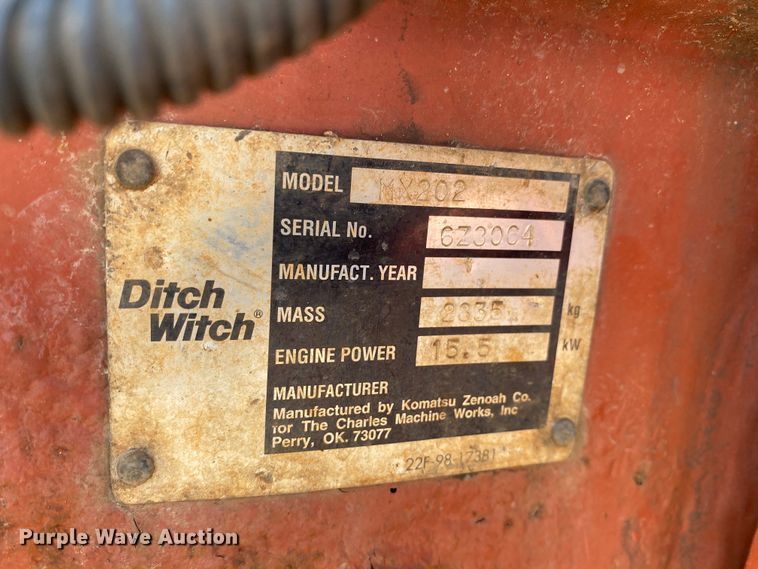 Ditch
Witch®
MODEL MX202
SERIAL No. 6Z3064
MANUFACT. YEAR
MASS 2335 kg
ENGINE POWER 15.5 kW
MANUFACTURER
Manufactured by Komatsu Zenoah Co.
for The Charles Machine Works, Inc
Perry, OK. 73077
22F-98-17381
Purple Wave Auction